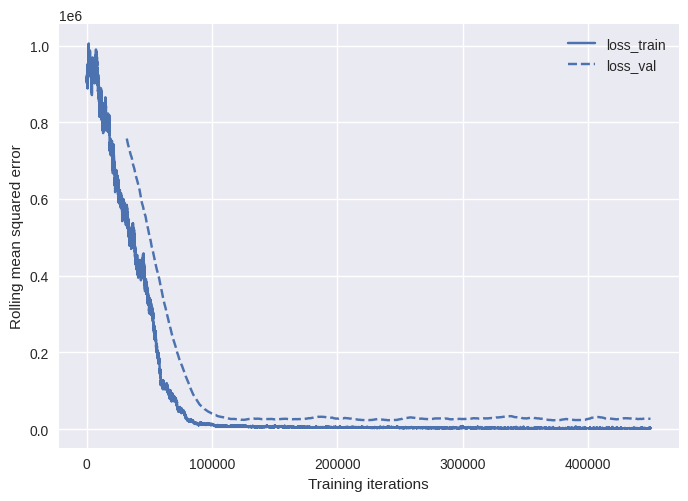 1e6
1.0
0.8
0.6
0.4
0.2
0.0
Rolling mean squared error
0 100000 200000 300000 400000
Training iterations
loss_train
loss_val